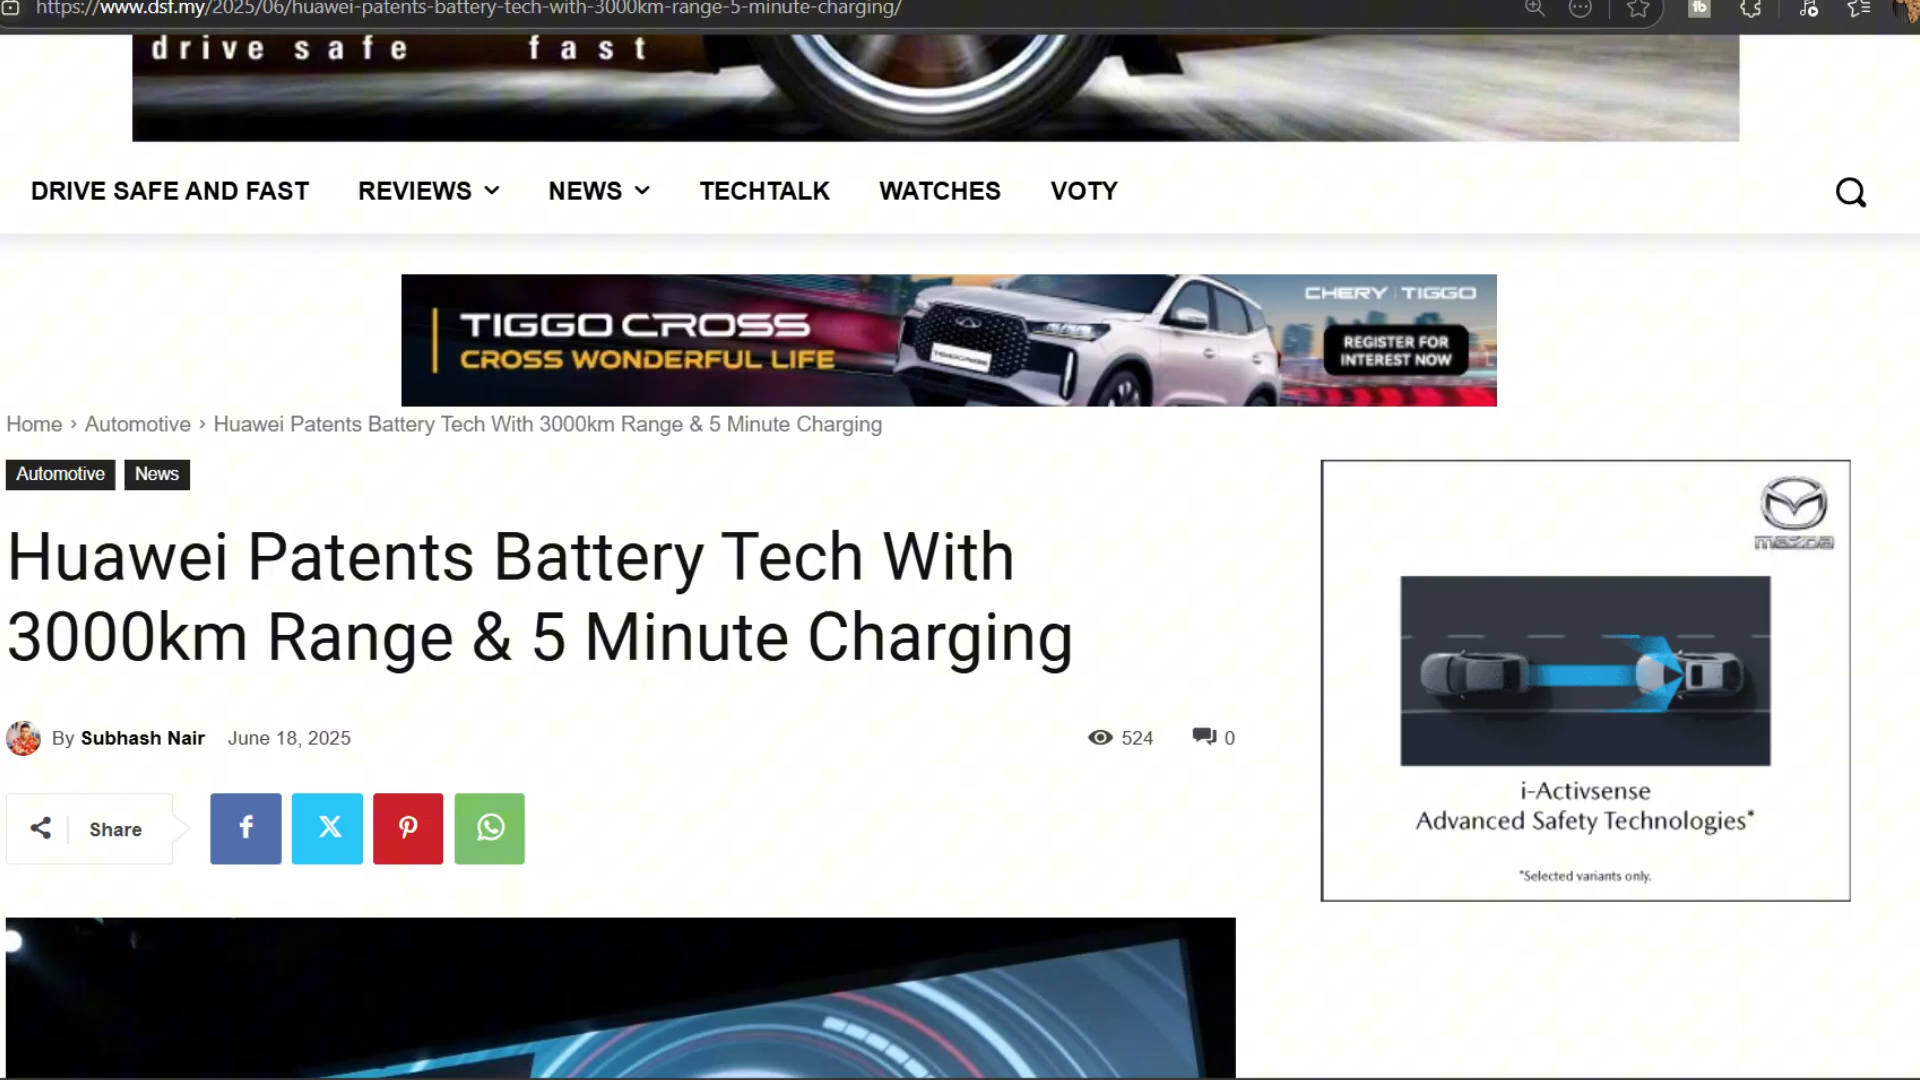 https://www.dsf.my/2025/06/huawei-patents-battery-tech-with-3000km-range-5-minute-charging/
drive safe fast
DRIVE SAFE AND FAST REVIEWS NEWS TECHTALK WATCHES VOTY
TIGGO CROSS
CROSS WONDERFUL LIFE
TIGGO CROSS
CHERY | TIGGO
REGISTER FOR
INTEREST NOW
Home › Automotive › Huawei Patents Battery Tech With 3000km Range & 5 Minute Charging
Automotive News
Huawei Patents Battery Tech With
3000km Range & 5 Minute Charging
By Subhash Nair June 18, 2025 524 0
Share
mazda
i-Activsense
Advanced Safety Technologies*
*Selected variants only.